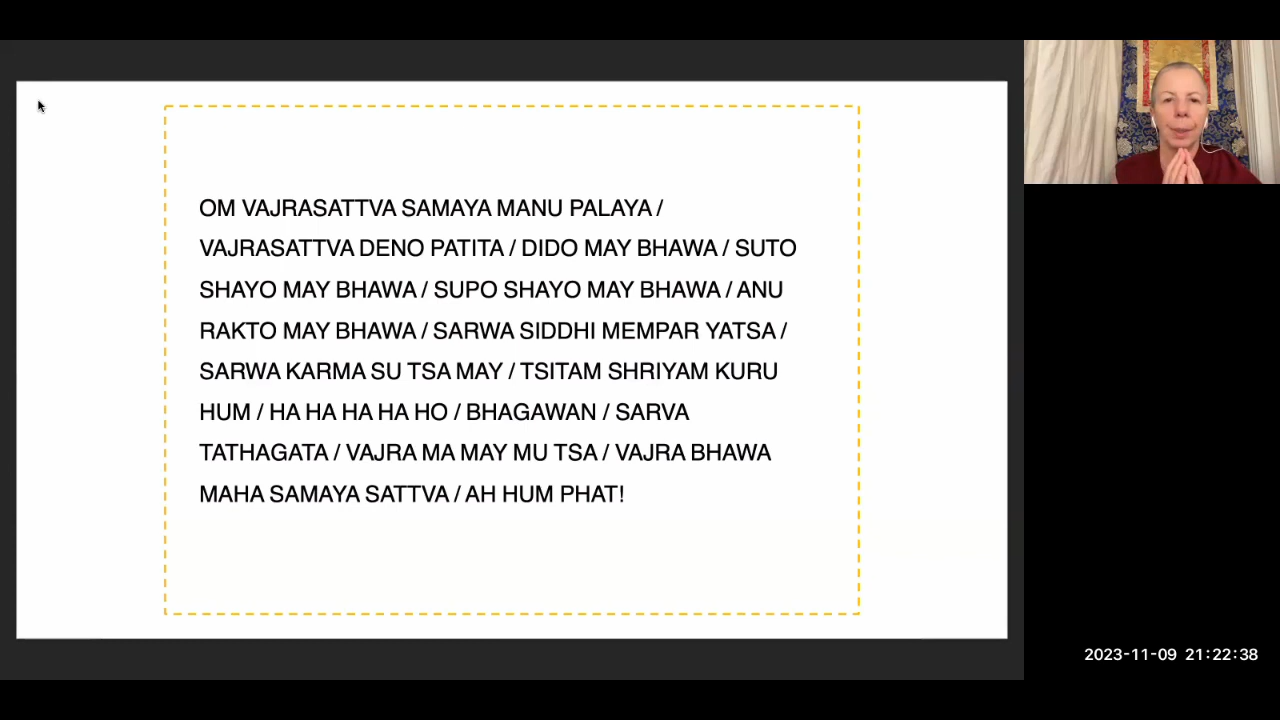 OM VAJRASATTVA SAMAYA MANU PALAYA /
VAJRASATTVA DENO PATITA / DIDO MAY BHAWA / SUTO
SHAYO MAY BHAWA / SUPO SHAYO MAY BHAWA / ANU
RAKTO MAY BHAWA / SARWA SIDDHI MEMPAR YATSA /
SARWA KARMA SU TSA MAY / TSITAM SHRIYAM KURU
HUM / HA HA HA HA HO / BHAGAWAN / SARVA
TATHAGATA / VAJRA MA MAY MU TSA / VAJRA BHAWA
MAHA SAMAYA SATTVA / AH HUM PHAT!
2023-11-09 21:22:38